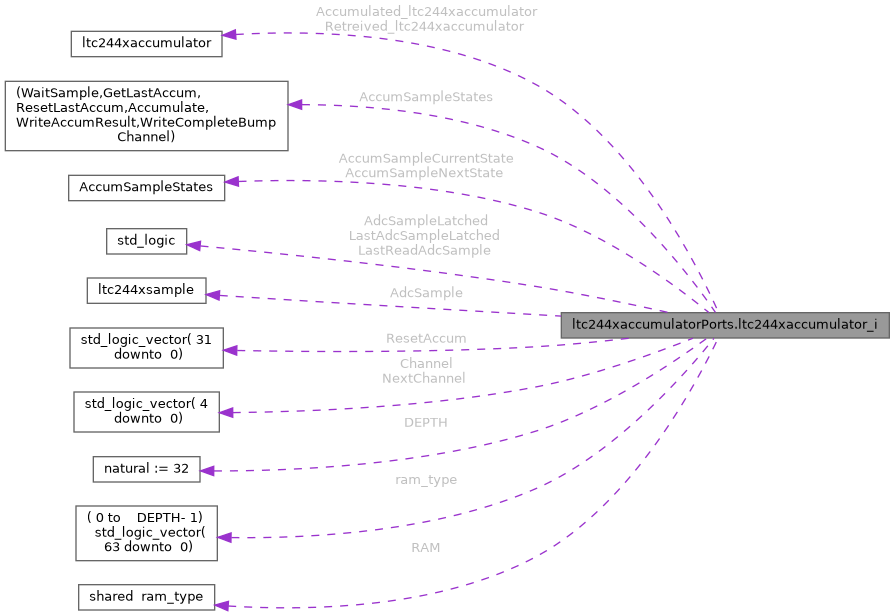 Accumulated_ltc244xaccumulator
Retreived_ltc244xaccumulator
ltc244xaccumulator
(WaitSample,GetLastAccum,
ResetLastAccum,Accumulate,
WriteAccumResult,WriteCompleteBump
Channel)
AccumSampleStates
AccumSampleCurrentState
AccumSampleNextState
AccumSampleStates
AdcSampleLatched
LastAdcSampleLatched
LastReadAdcSample
std_logic
ltc244xsample
AdcSample
ltc244xaccumulatorPorts.ltc244xaccumulator_i
std_logic_vector( 31
downto  0)
ResetAccum
Channel
NextChannel
std_logic_vector( 4
downto  0)
DEPTH
natural := 32
ram_type
( 0 to    DEPTH- 1)
std_logic_vector(
63 downto  0)
RAM
shared  ram_type